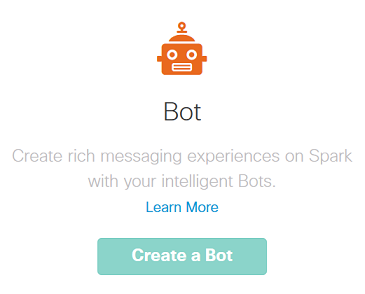 Bot
Create rich messaging experiences on Spark
with your intelligent Bots.
Learn More
Create a Bot